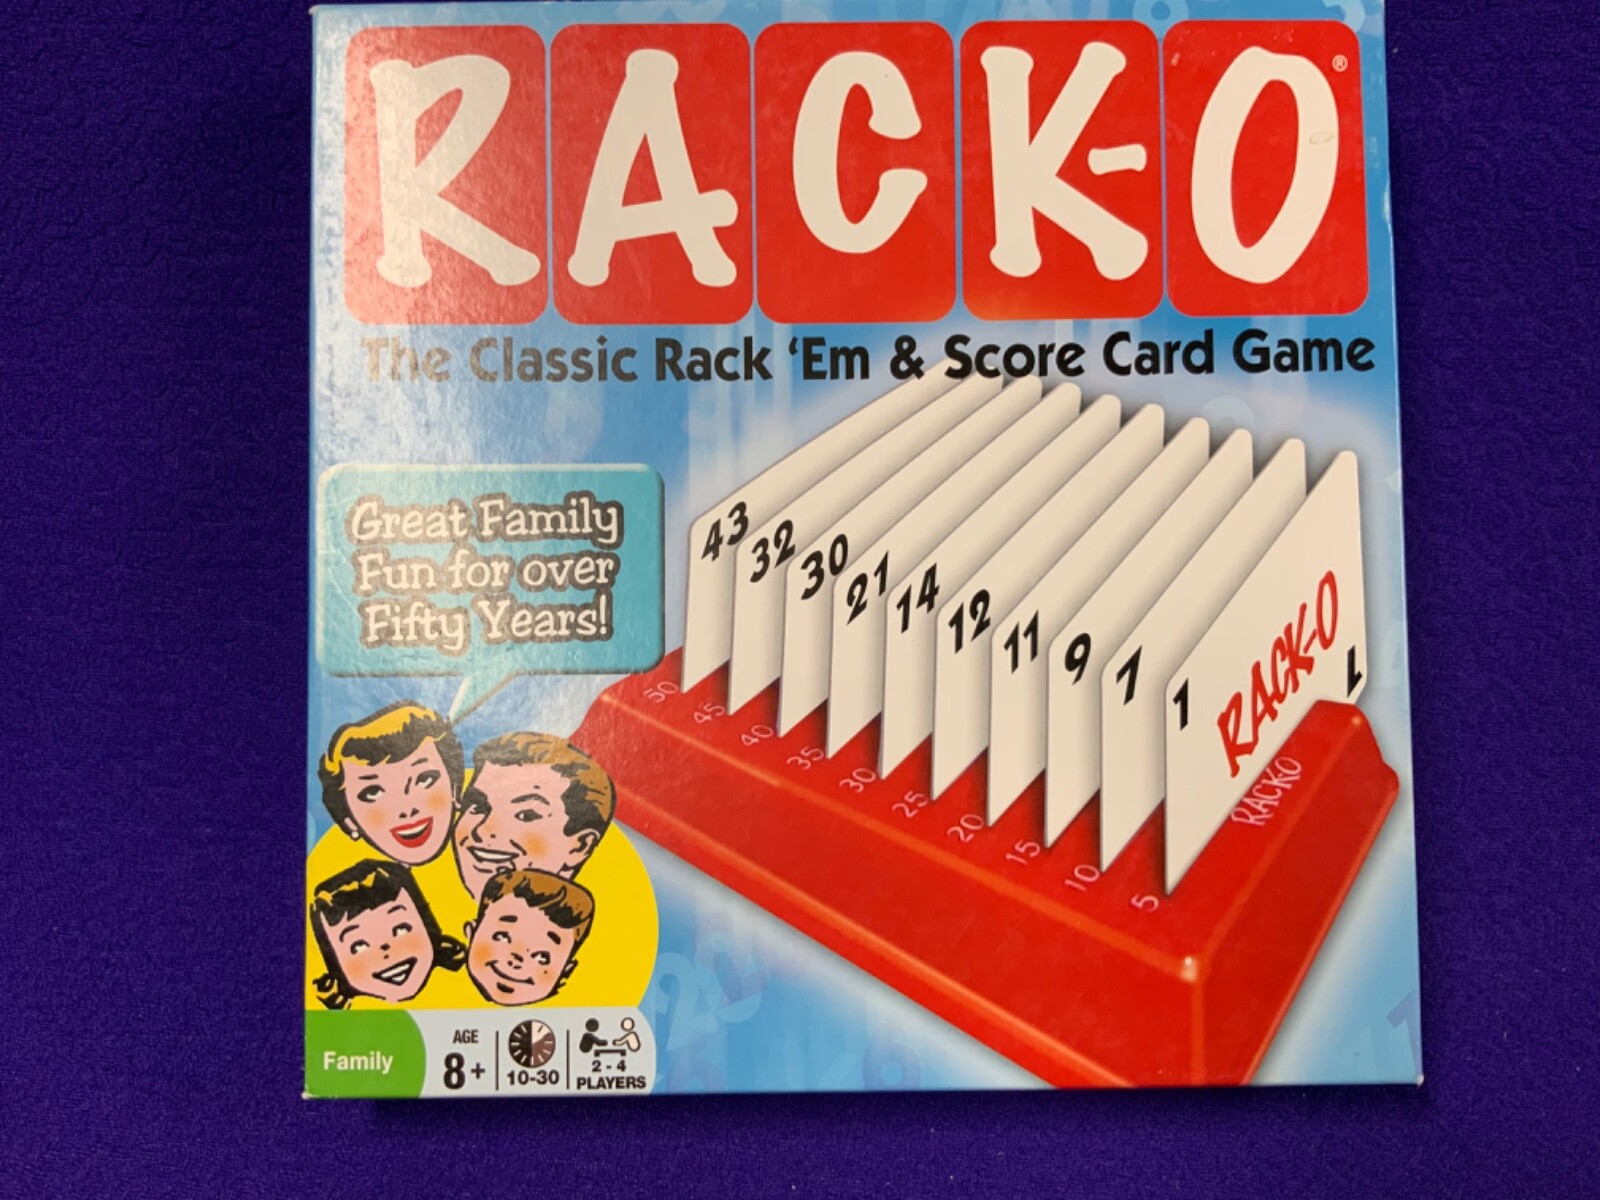 RACK-O®
The Classic Rack 'Em & Score Card Game
Great Family
Fun for over
Fifty Years!
43
32
30
21
14
12
11
9
7
1
RACK-O
1
50
45
40
35
30
25
20
15
10
5
RACKO
Family
AGE
8+
10-30
2 - 4
PLAYERS